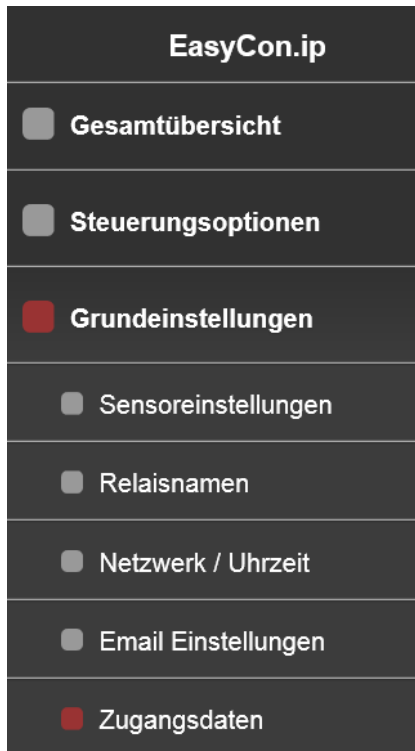 EasyCon.ip
Gesamtübersicht
Steuerungsoptionen
Grundeinstellungen
Sensoreinstellungen
Relaisnamen
Netzwerk / Uhrzeit
Email Einstellungen
Zugangsdaten